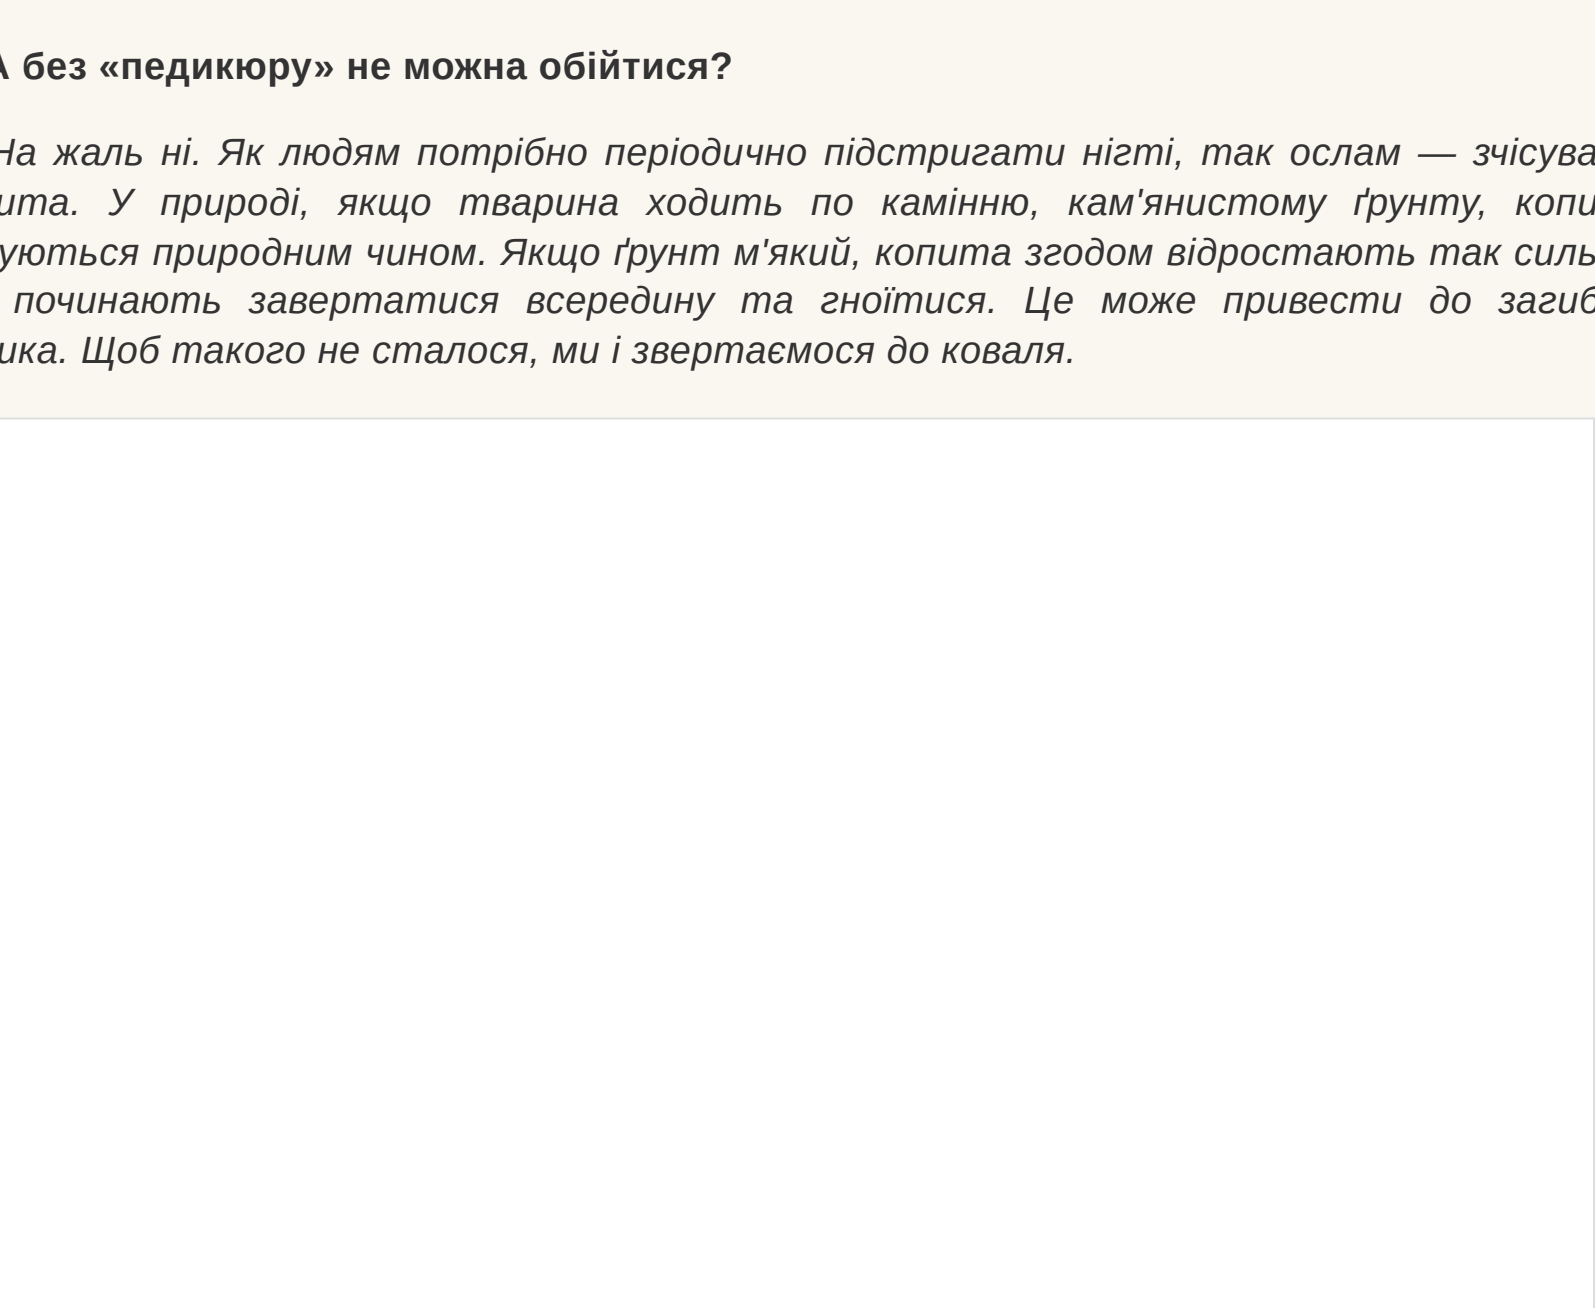 А без «педикюру» не можна обійтися?
На жаль ні. Як людям потрібно періодично підстригати нігті, так ослам — зчісува
ита. У природі, якщо тварина ходить по камінню, кам'янистому ґрунту, копи
уються природним чином. Якщо ґрунт м'який, копита згодом відростають так силь
починають завертатися всередину та гноїтися. Це може привести до загиб
ика. Щоб такого не сталося, ми і звертаємося до коваля.